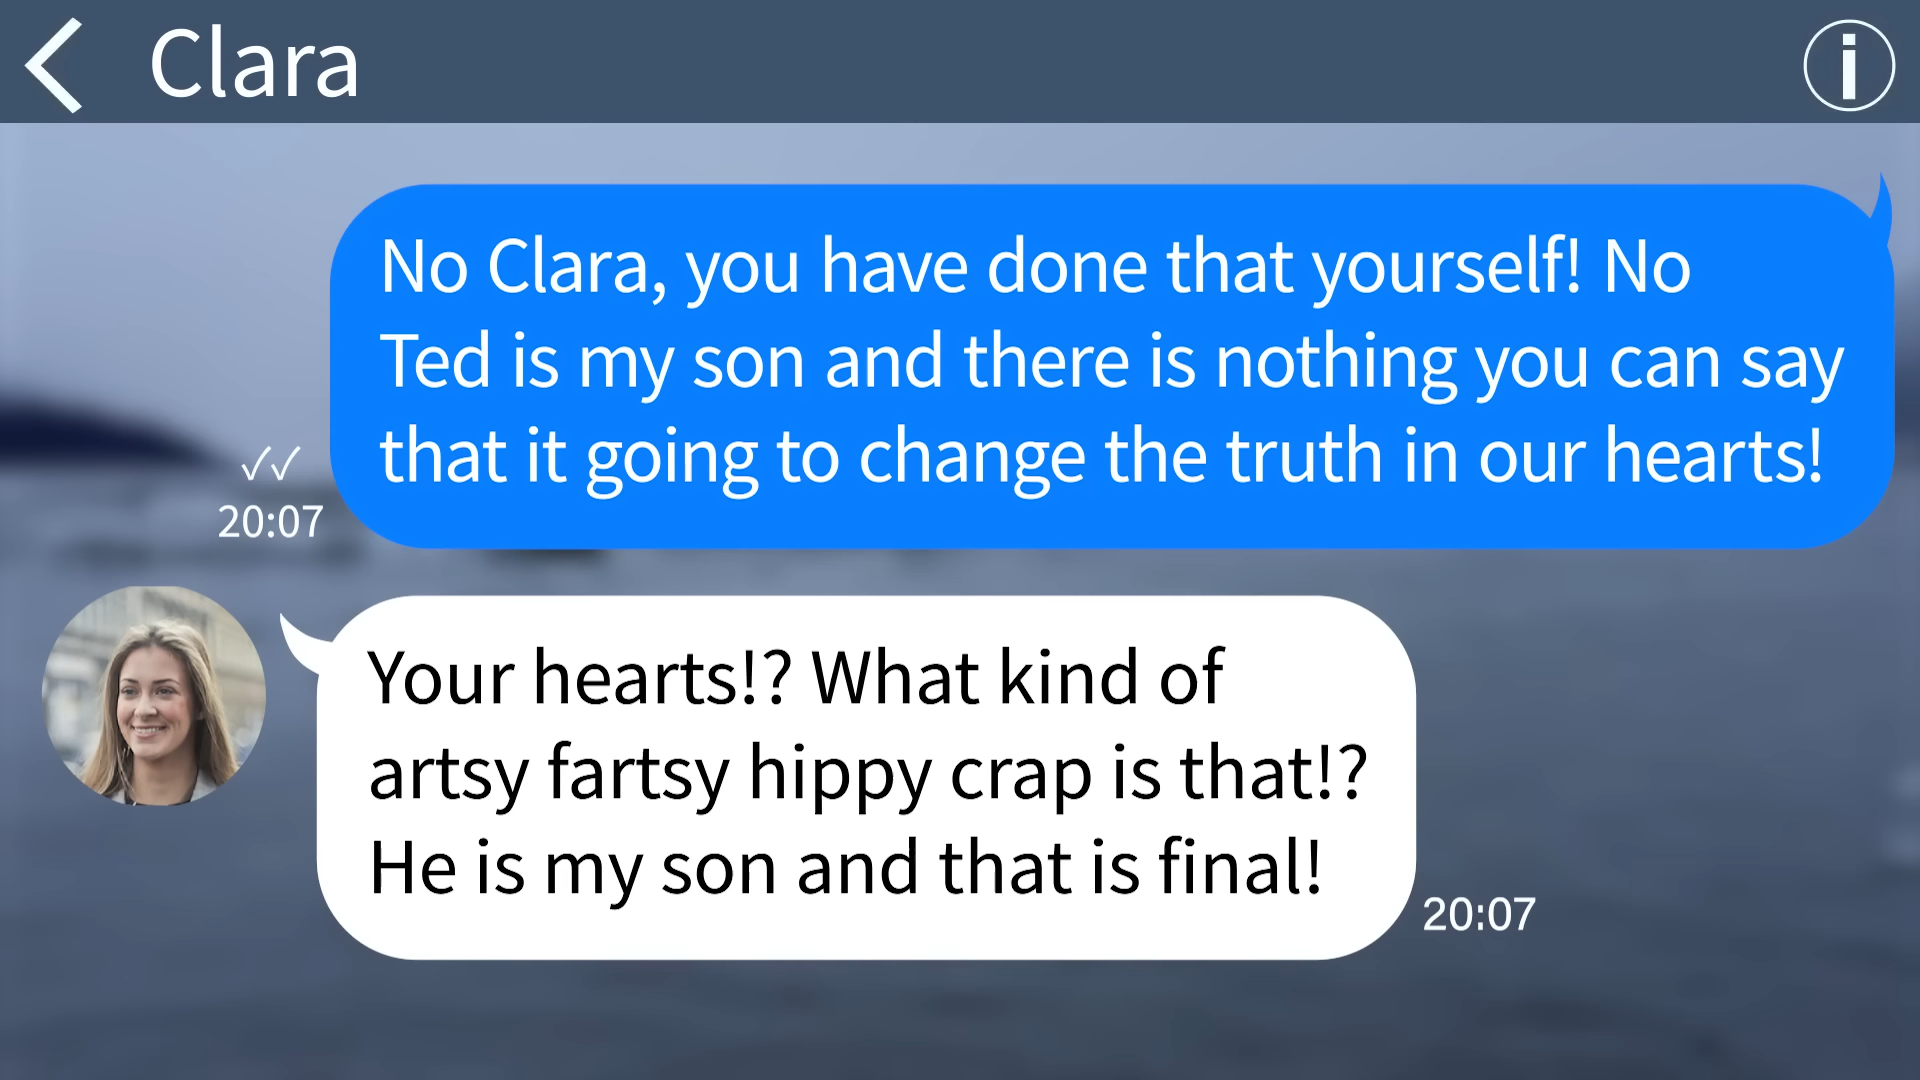 Clara
No Clara, you have done that yourself! No
Ted is my son and there is nothing you can say
that it going to change the truth in our hearts!
20:07
Your hearts!? What kind of
artsy fartsy hippy crap is that!?
He is my son and that is final!
20:07